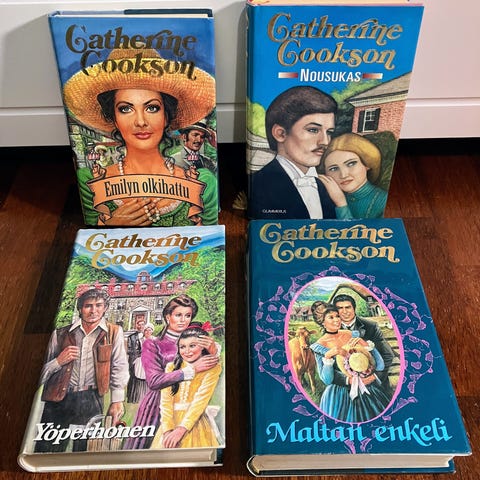 Catherine
Cookson
Emilyn olkihattu
Catherine
Cookson
NOUSUKAS
GUMMERUS
Catherine
Cookson
Yöperhonen
Catherine
Cookson
Maltan enkeli